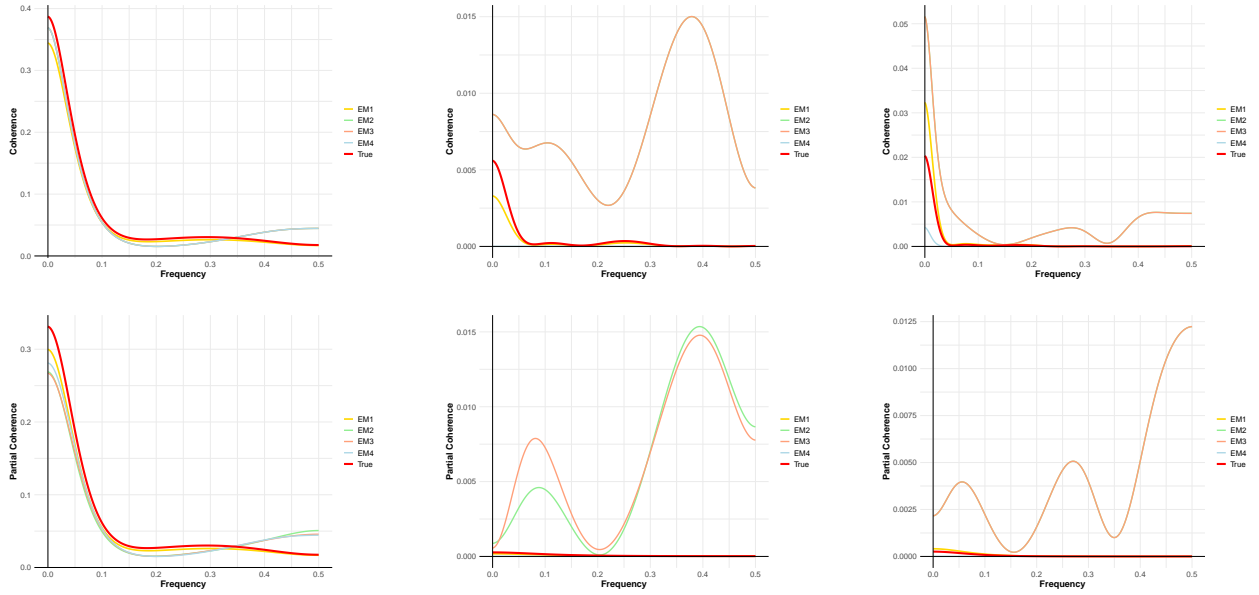 0.4
0.3
0.2
0.1
0.0
Coherence
0.0 0.1 0.2 0.3 0.4 0.5
Frequency
EM1
EM2
EM3
EM4
True
0.015
0.010
0.005
0.000
Coherence
0.0 0.1 0.2 0.3 0.4 0.5
Frequency
EM1
EM2
EM3
EM4
True
0.05
0.04
0.03
0.02
0.01
0.00
Coherence
0.0 0.1 0.2 0.3 0.4 0.5
Frequency
EM1
EM2
EM3
EM4
True
0.3
0.2
0.1
0.0
Partial Coherence
0.0 0.1 0.2 0.3 0.4 0.5
Frequency
EM1
EM2
EM3
EM4
True
0.015
0.010
0.005
0.000
Partial Coherence
0.0 0.1 0.2 0.3 0.4 0.5
Frequency
EM1
EM2
EM3
EM4
True
0.0125
0.0100
0.0075
0.0050
0.0025
0.0000
Partial Coherence
0.0 0.1 0.2 0.3 0.4 0.5
Frequency
EM1
EM2
EM3
EM4
True